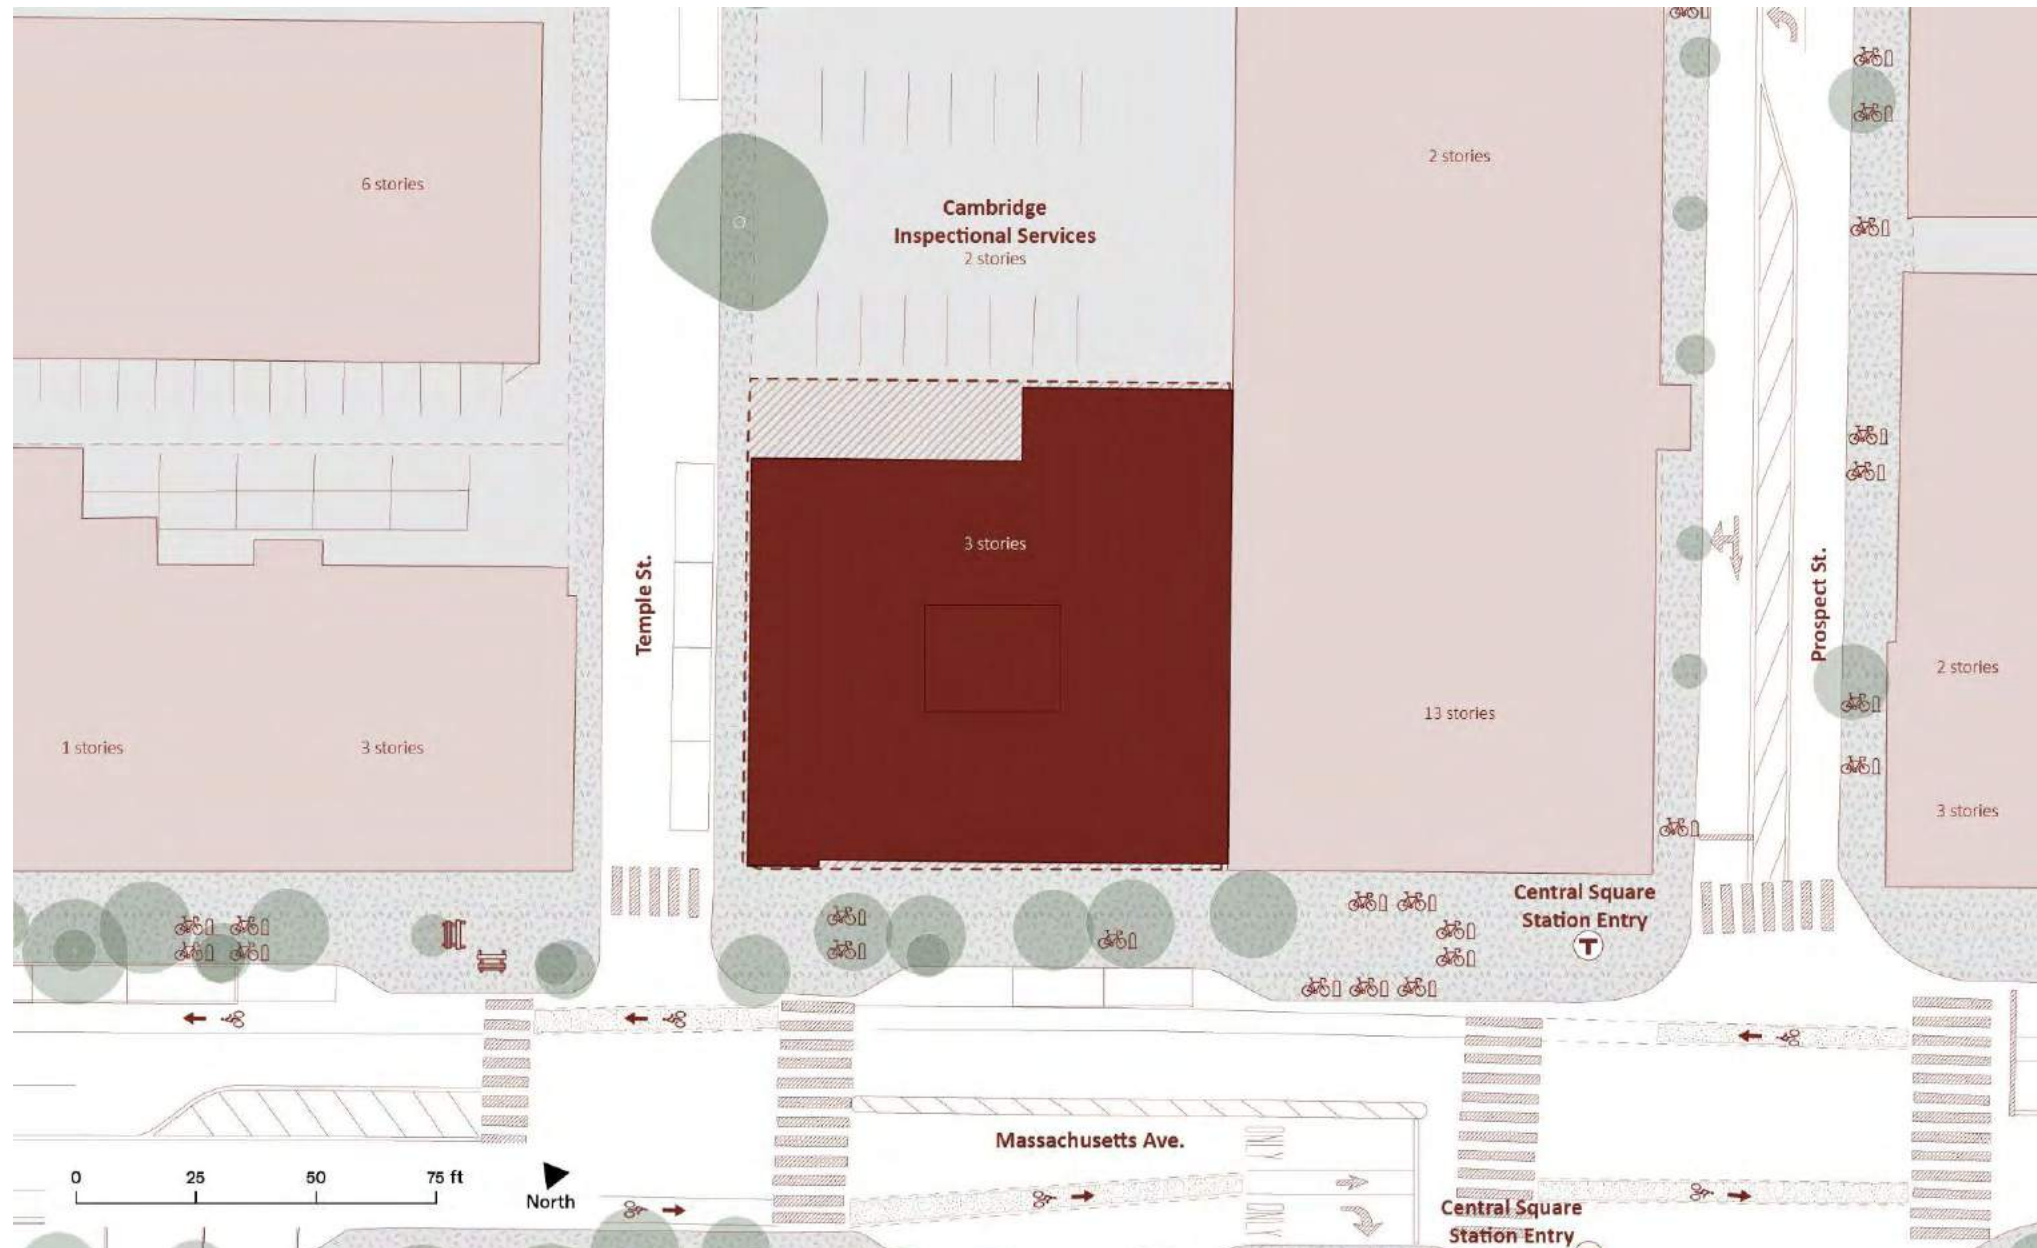 6 stories
2 stories
Cambridge
Inspectional Services
2 stories
3 stories
Temple St.
Prospect St.
2 stories
13 stories
1 stories
3 stories
3 stories
Central Square
Station Entry
T
Massachusetts Ave.
ONLY
0 25 50 75 ft
North
ONLY
Central Square
Station Entry